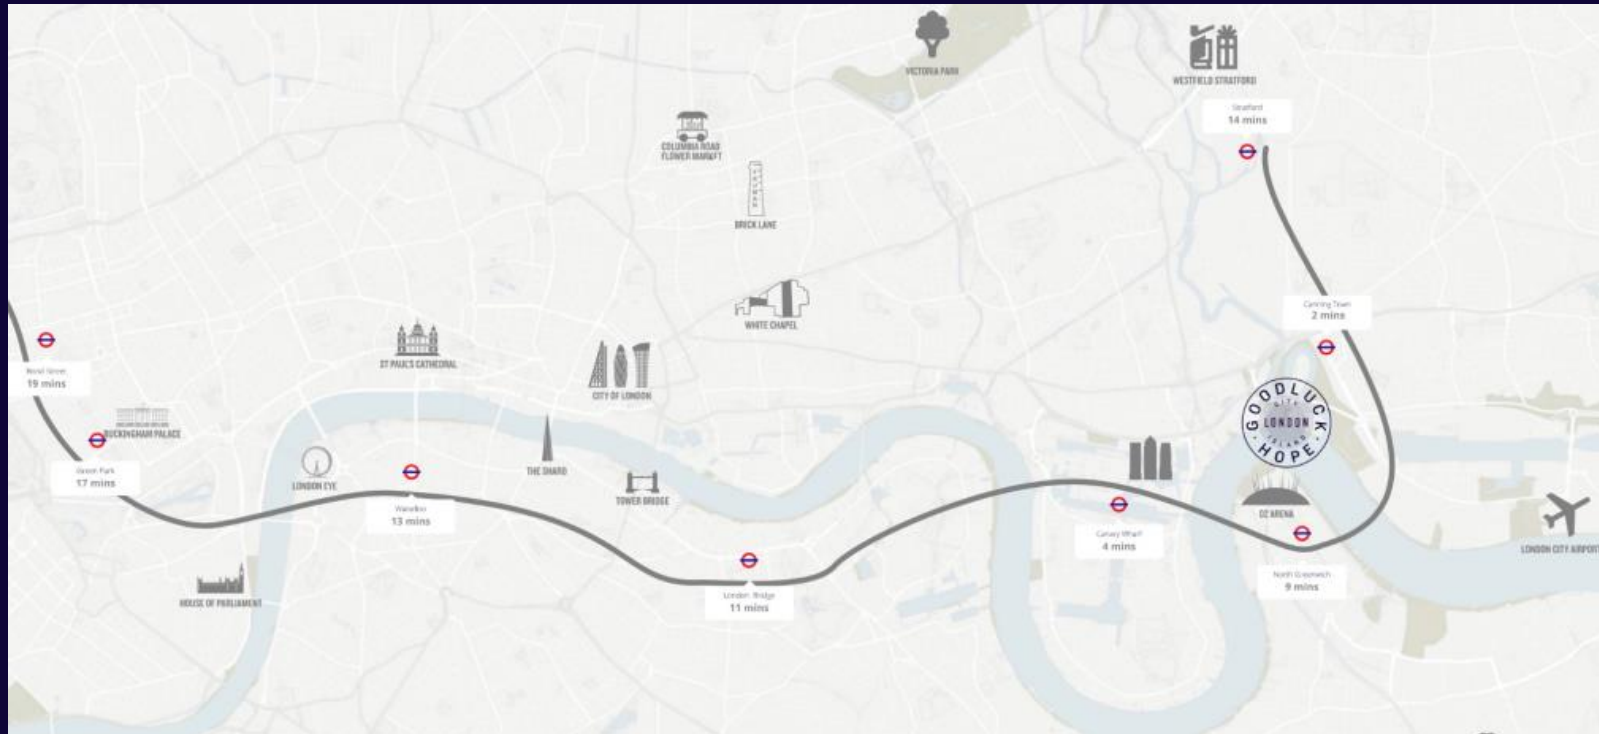 VICTORIA PARK
WESTFIELD STRATFORD
Stratford
14 mins
COLUMBIA ROAD
FLOWER MARKET
TRUMAN
BRICK LANE
WHITE CHAPEL
Canning Town
2 mins
Bond Street
19 mins
ST PAUL'S CATHEDRAL
CITY OF LONDON
GOODLUCK
CITY
LONDON
ISLAND
HOPE
BUCKINGHAM PALACE
Green Park
17 mins
LONDON EYE
THE SHARD
TOWER BRIDGE
Waterloo
13 mins
Canary Wharf
4 mins
O2 ARENA
LONDON CITY AIRPORT
North Greenwich
9 mins
HOUSE OF PARLIAMENT
London Bridge
11 mins